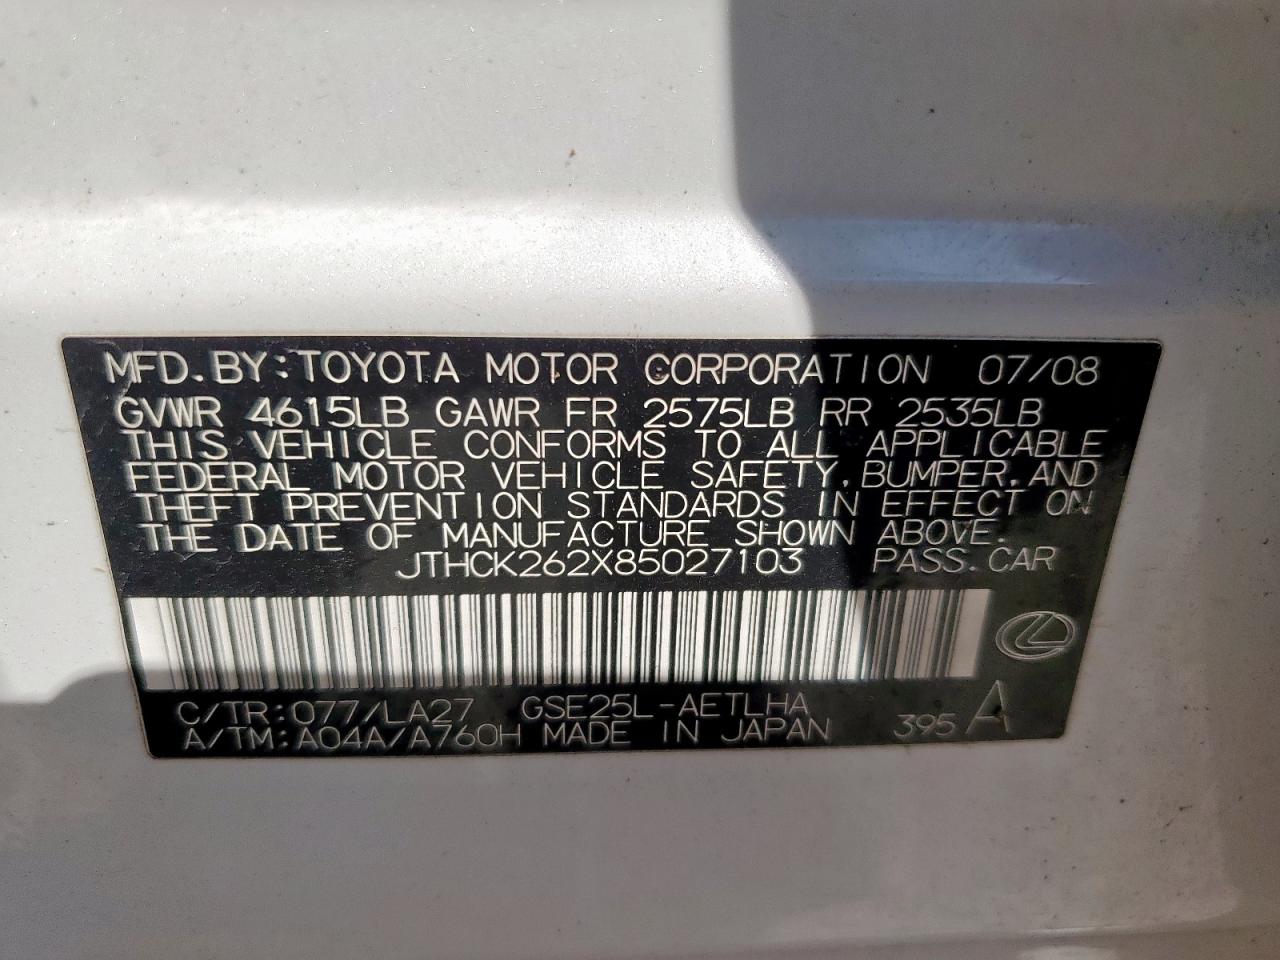 MFD.BY:TOYOTA MOTOR CORPORATION 07/08
GVWR 4615LB GAWR FR 2575LB RR 2535LB
THIS VEHICLE CONFORMS TO ALL APPLICABLE
FEDERAL MOTOR VEHICLE SAFETY,BUMPER,AND
THEFT PREVENTION STANDARDS IN EFFECT ON
THE DATE OF MANUFACTURE SHOWN ABOVE.
JTHCK262X85027103 PASS.CAR
C/TR:077/LA27 GSE25L-AETLHA
A/TM:A04A/A760H MADE IN JAPAN 395 A